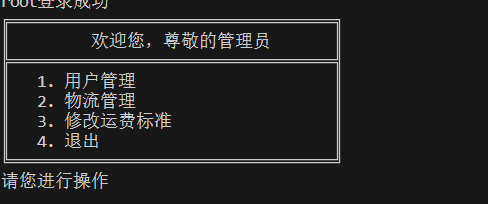 root登录成功
欢迎您，尊敬的管理员
1. 用户管理
2. 物流管理
3. 修改运费标准
4. 退出
请您进行操作